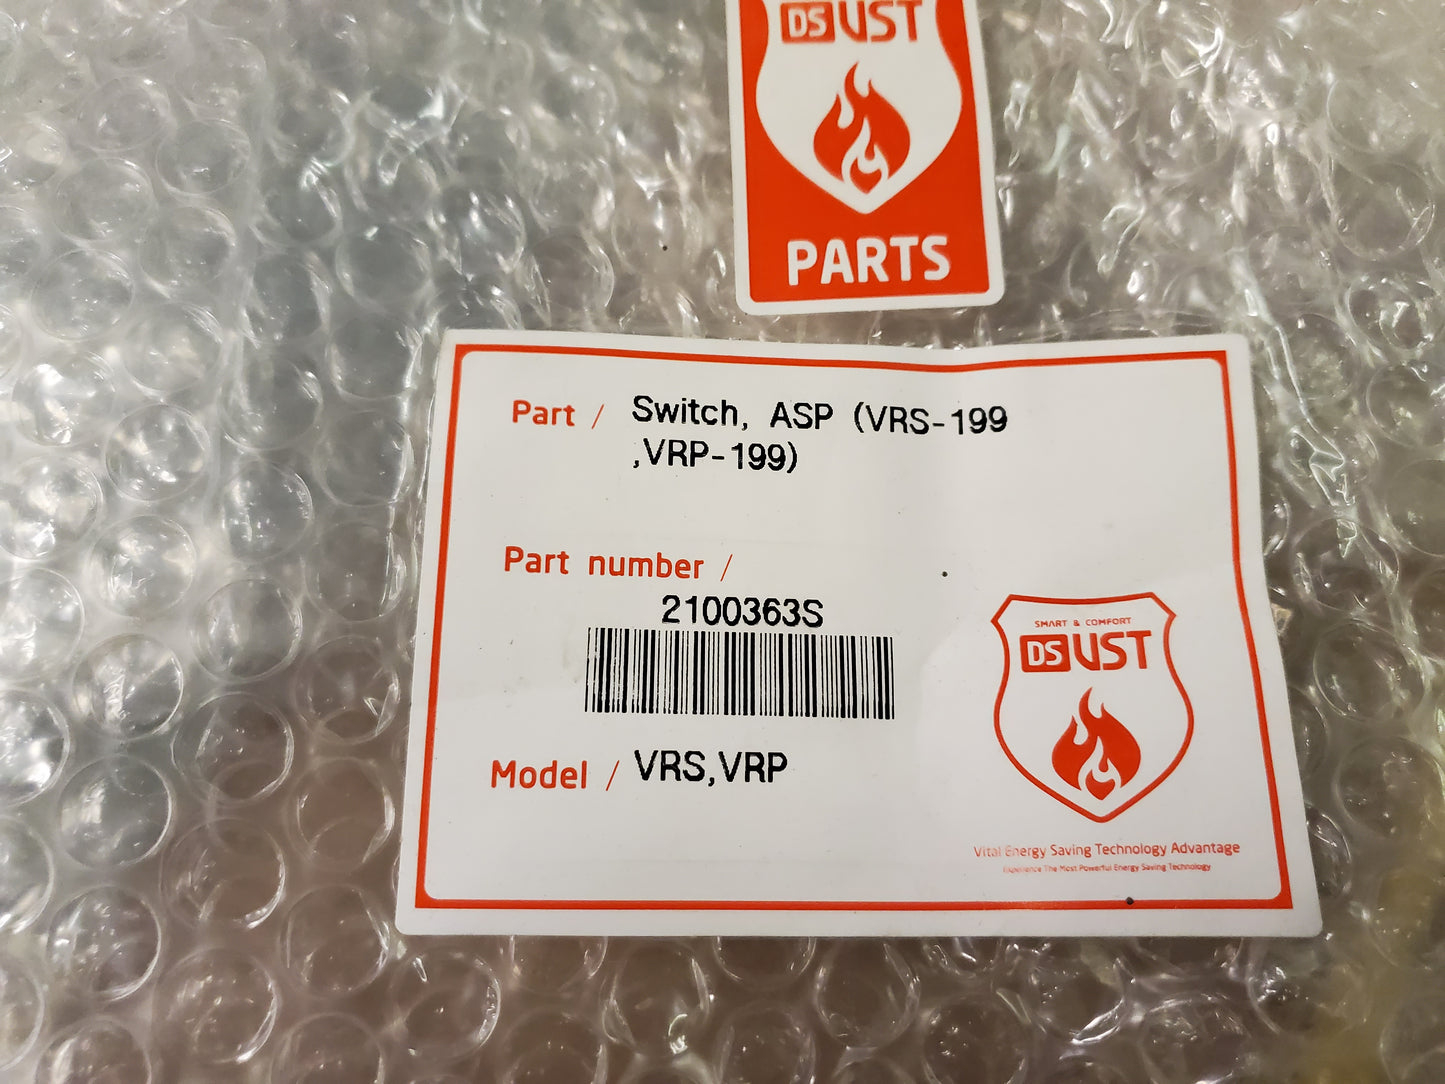 DS VST
PARTS
Part / Switch, ASP (VRS-199
,VRP-199)
Part number /
2100363S
SMART & COMFORT
DS VST
Model / VRS,VRP
Vital Energy Saving Technology Advantage
Experience The Most Powerful Energy Saving Technology